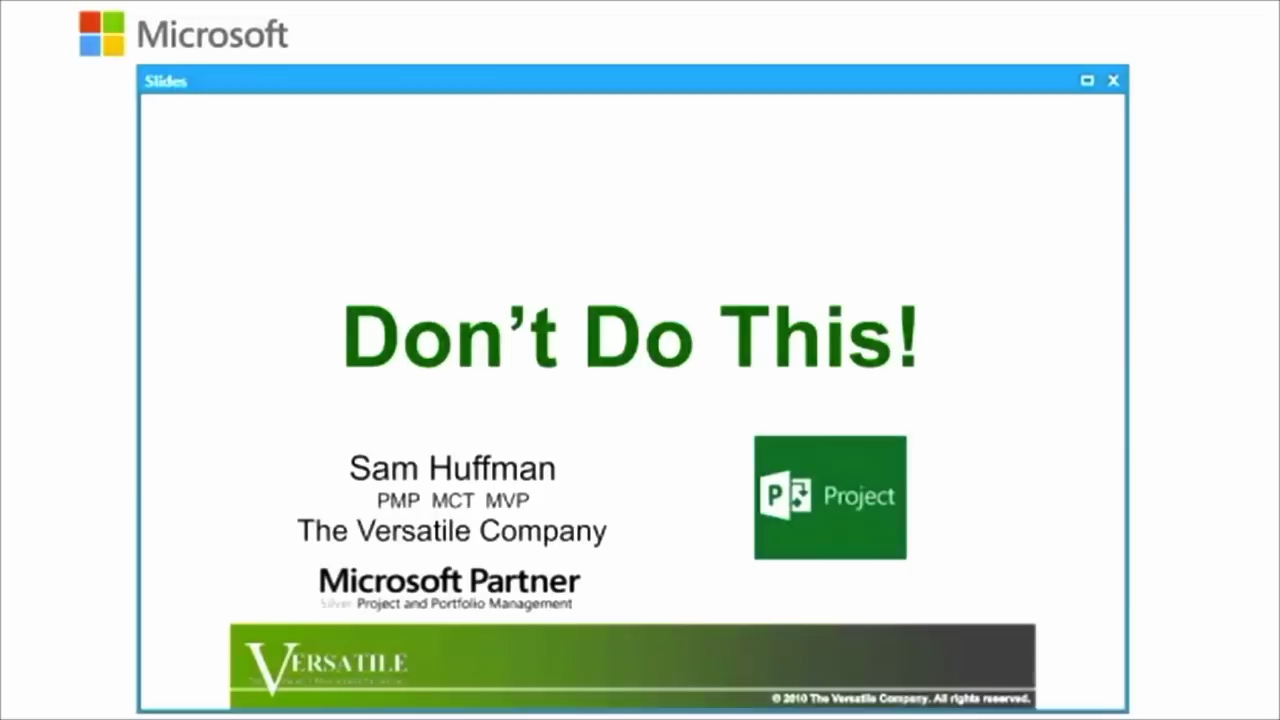 Microsoft
Slides
Don't Do This!
Sam Huffman
PMP MCT MVP
The Versatile Company
P Project
Microsoft Partner
Silver Project and Portfolio Management
VERSATILE
© 2010 The Versatile Company. All rights reserved.